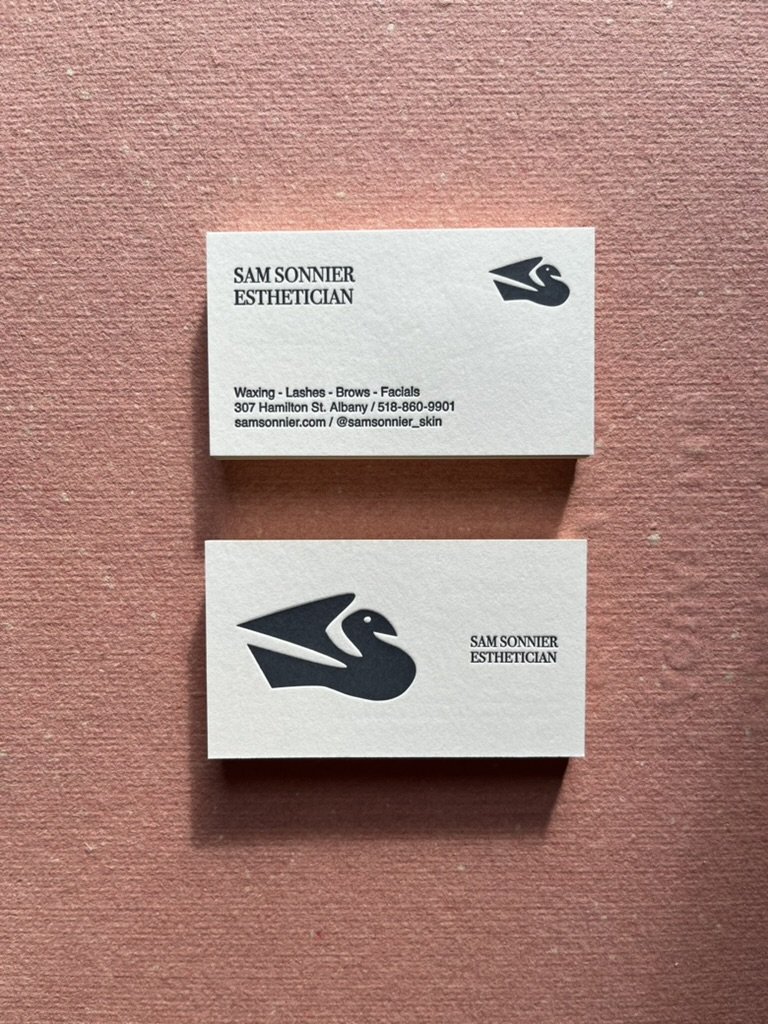 SAM SONNIER
ESTHETICIAN
Waxing - Lashes - Brows - Facials
307 Hamilton St. Albany / 518-860-9901
samsonnier.com / @samsonnier_skin
SAM SONNIER
ESTHETICIAN